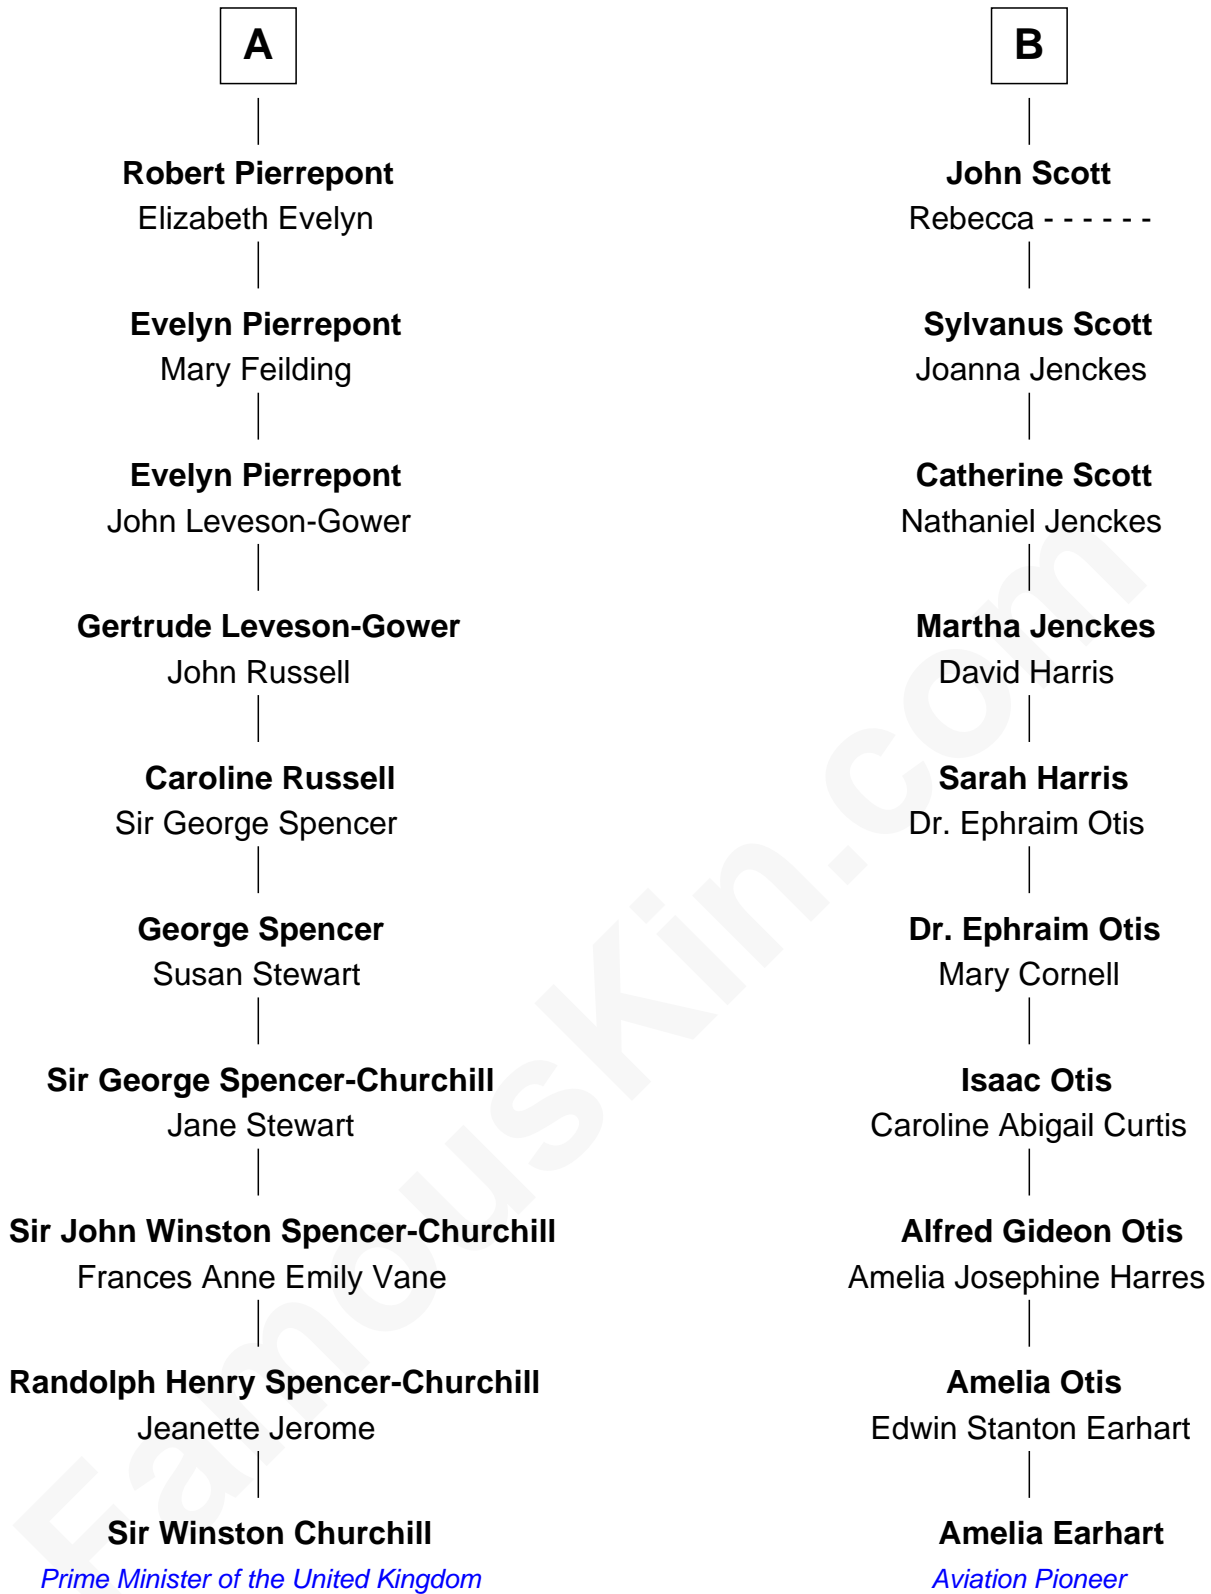 A
Robert Pierrepont
Elizabeth Evelyn
Evelyn Pierrepont
Mary Feilding
Evelyn Pierrepont
John Leveson-Gower
Gertrude Leveson-Gower
John Russell
Caroline Russell
Sir George Spencer
George Spencer
Susan Stewart
Sir George Spencer-Churchill
Jane Stewart
Sir John Winston Spencer-Churchill
Frances Anne Emily Vane
Randolph Henry Spencer-Churchill
Jeanette Jerome
Sir Winston Churchill
Prime Minister of the United Kingdom
B
John Scott
Rebecca - - - - - -
Sylvanus Scott
Joanna Jenckes
Catherine Scott
Nathaniel Jenckes
Martha Jenckes
David Harris
Sarah Harris
Dr. Ephraim Otis
Dr. Ephraim Otis
Mary Cornell
Isaac Otis
Caroline Abigail Curtis
Alfred Gideon Otis
Amelia Josephine Harres
Amelia Otis
Edwin Stanton Earhart
Amelia Earhart
Aviation Pioneer
FamousKin.com